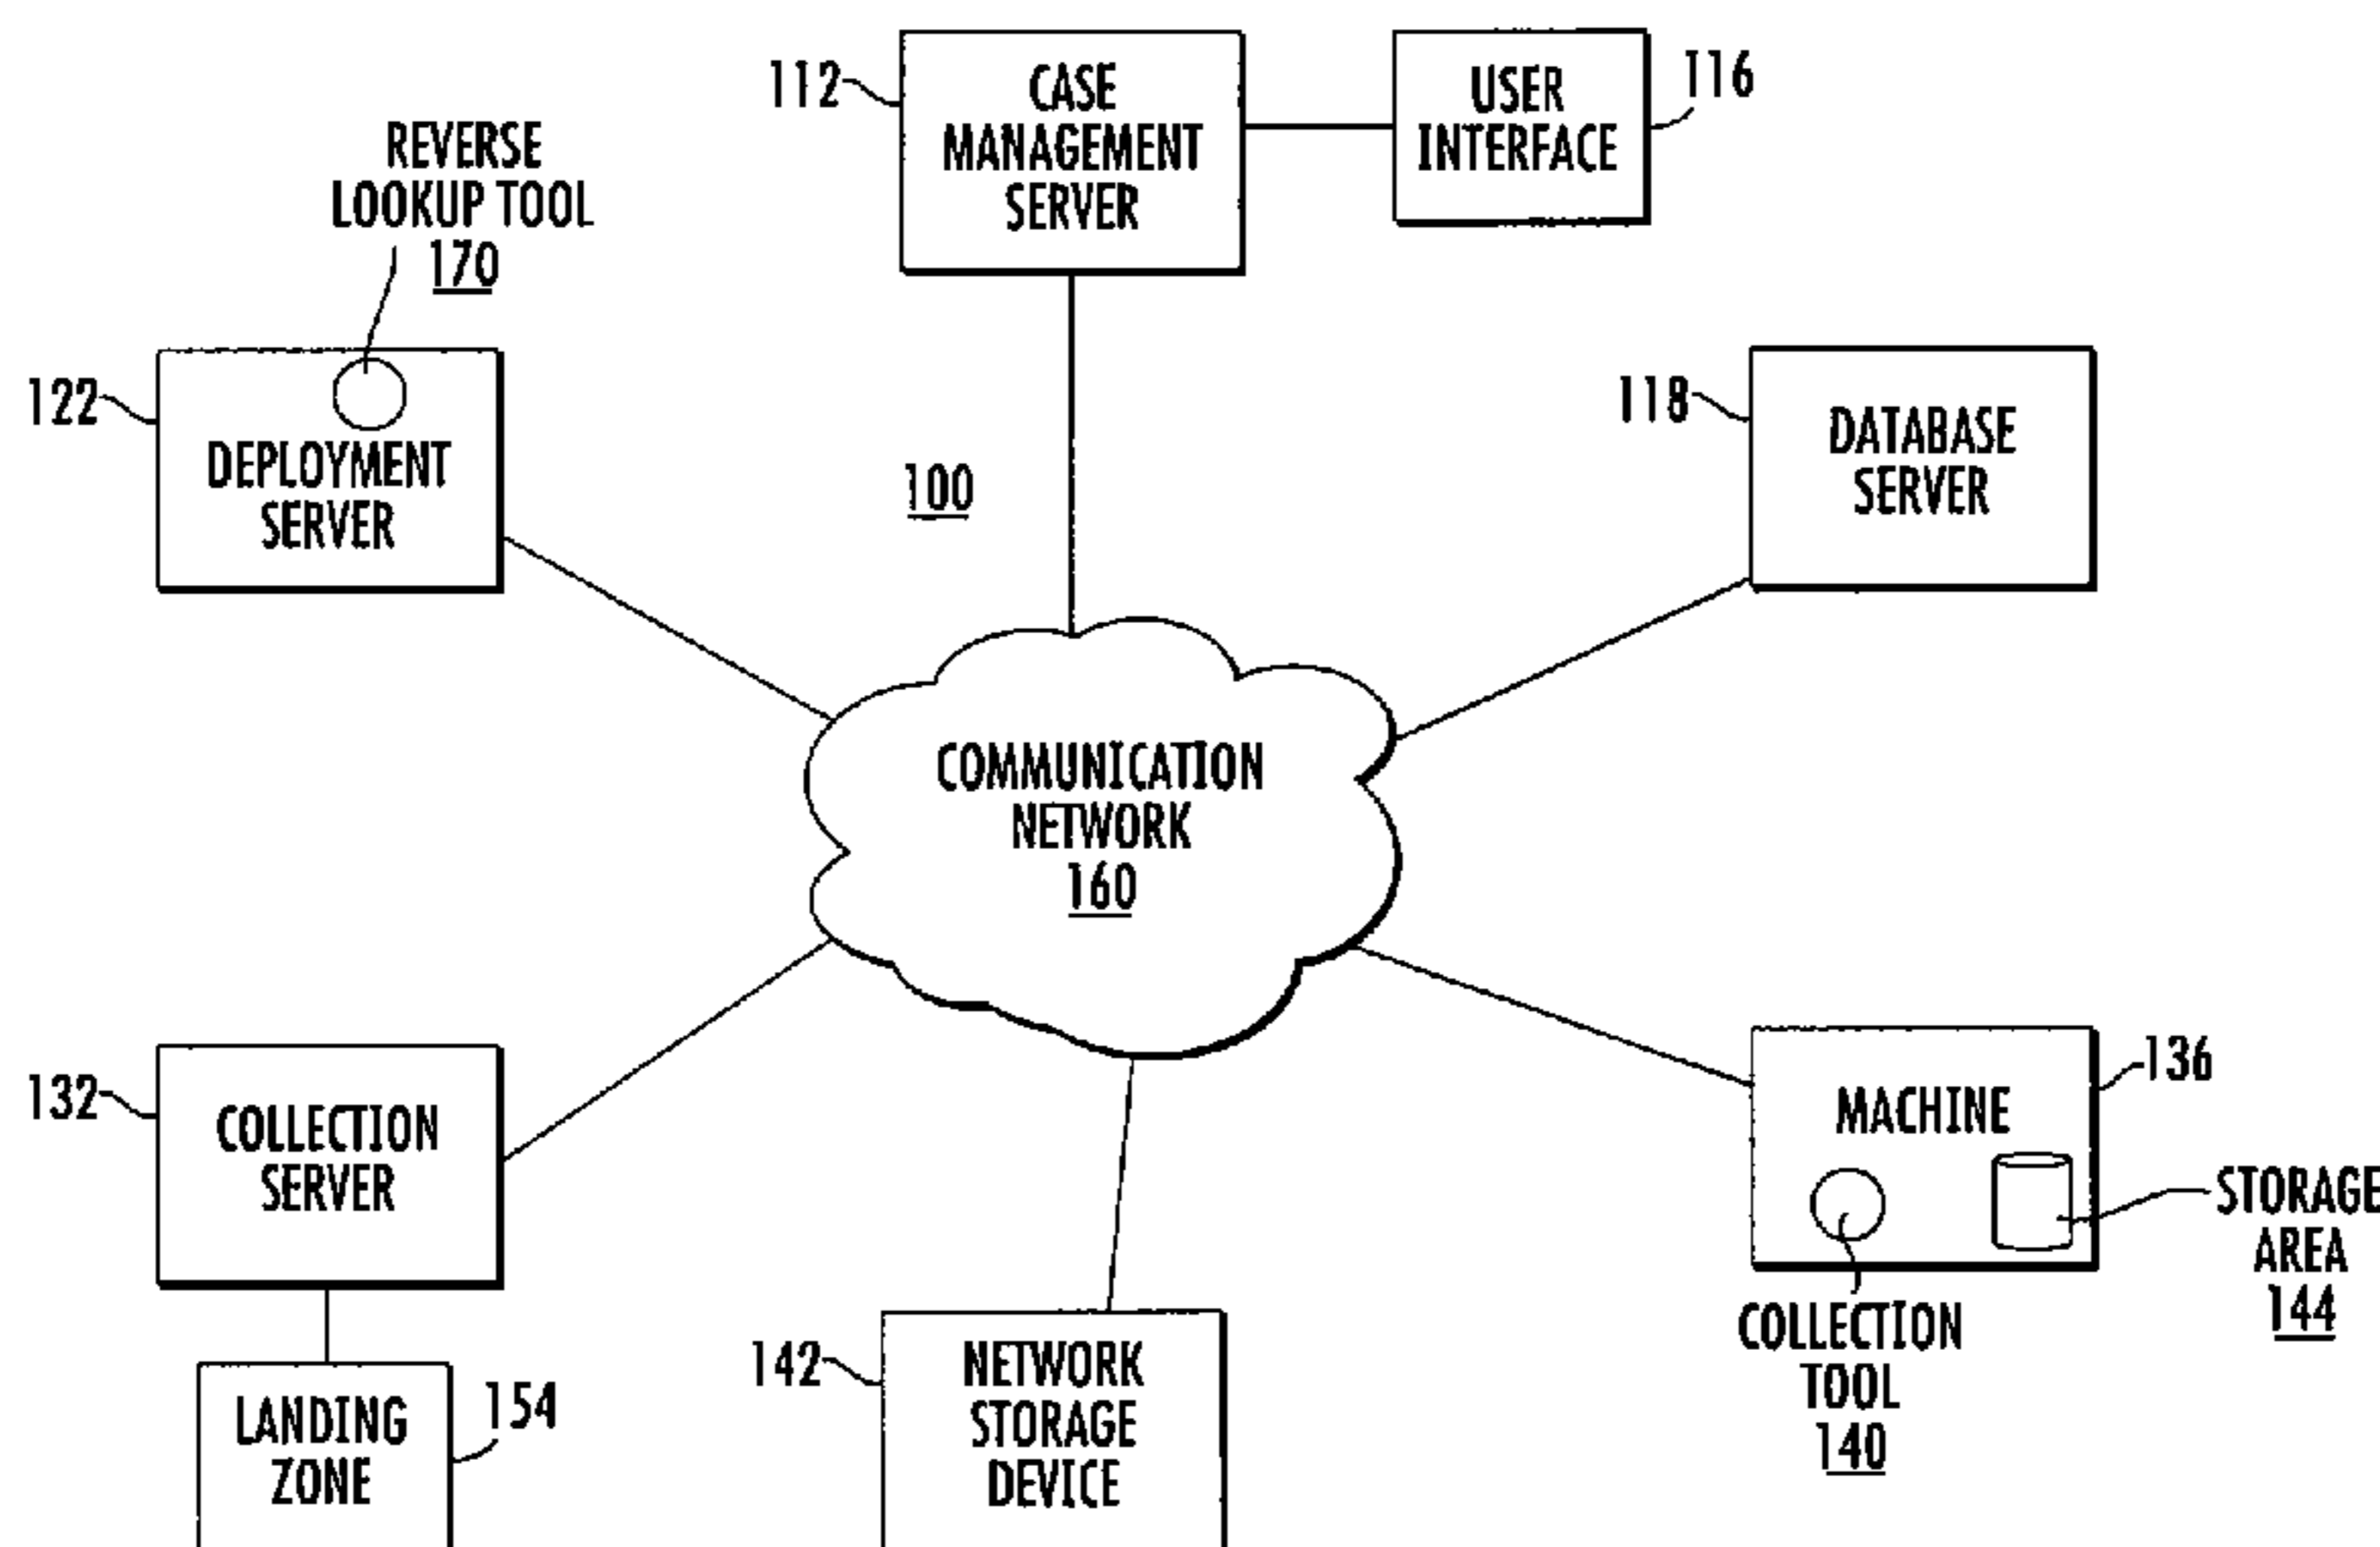 112
CASE
MANAGEMENT
SERVER
USER
INTERFACE
116
REVERSE
LOOKUP TOOL
170
122
DEPLOYMENT
SERVER
100
118
DATABASE
SERVER
COMMUNICATION
NETWORK
160
132
COLLECTION
SERVER
MACHINE
136
STORAGE
AREA
144
COLLECTION
TOOL
140
LANDING
ZONE
154
142
NETWORK
STORAGE
DEVICE